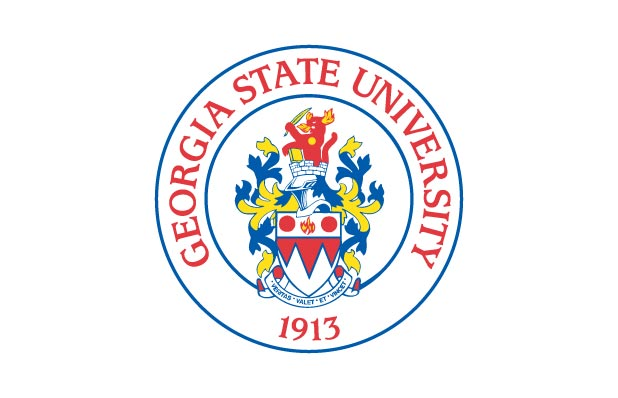 GEORGIA STATE UNIVERSITY
VERITAS · VALET · ET · VINCET
1913